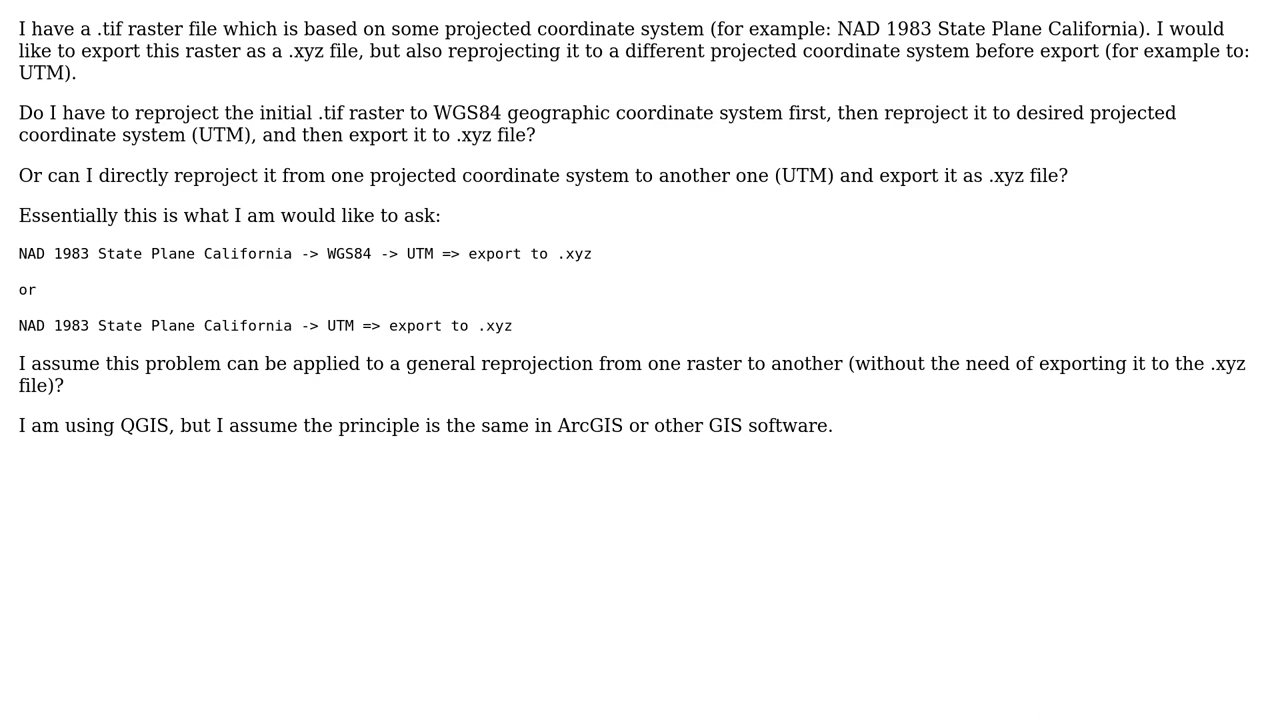 I have a .tif raster file which is based on some projected coordinate system (for example: NAD 1983 State Plane California). I would
like to export this raster as a .xyz file, but also reprojecting it to a different projected coordinate system before export (for example to:
UTM).
Do I have to reproject the initial .tif raster to WGS84 geographic coordinate system first, then reproject it to desired projected
coordinate system (UTM), and then export it to .xyz file?
Or can I directly reproject it from one projected coordinate system to another one (UTM) and export it as .xyz file?
Essentially this is what I am would like to ask:
NAD 1983 State Plane California -> WGS84 -> UTM => export to .xyz
or
NAD 1983 State Plane California -> UTM => export to .xyz
I assume this problem can be applied to a general reprojection from one raster to another (without the need of exporting it to the .xyz
file)?
I am using QGIS, but I assume the principle is the same in ArcGIS or other GIS software.